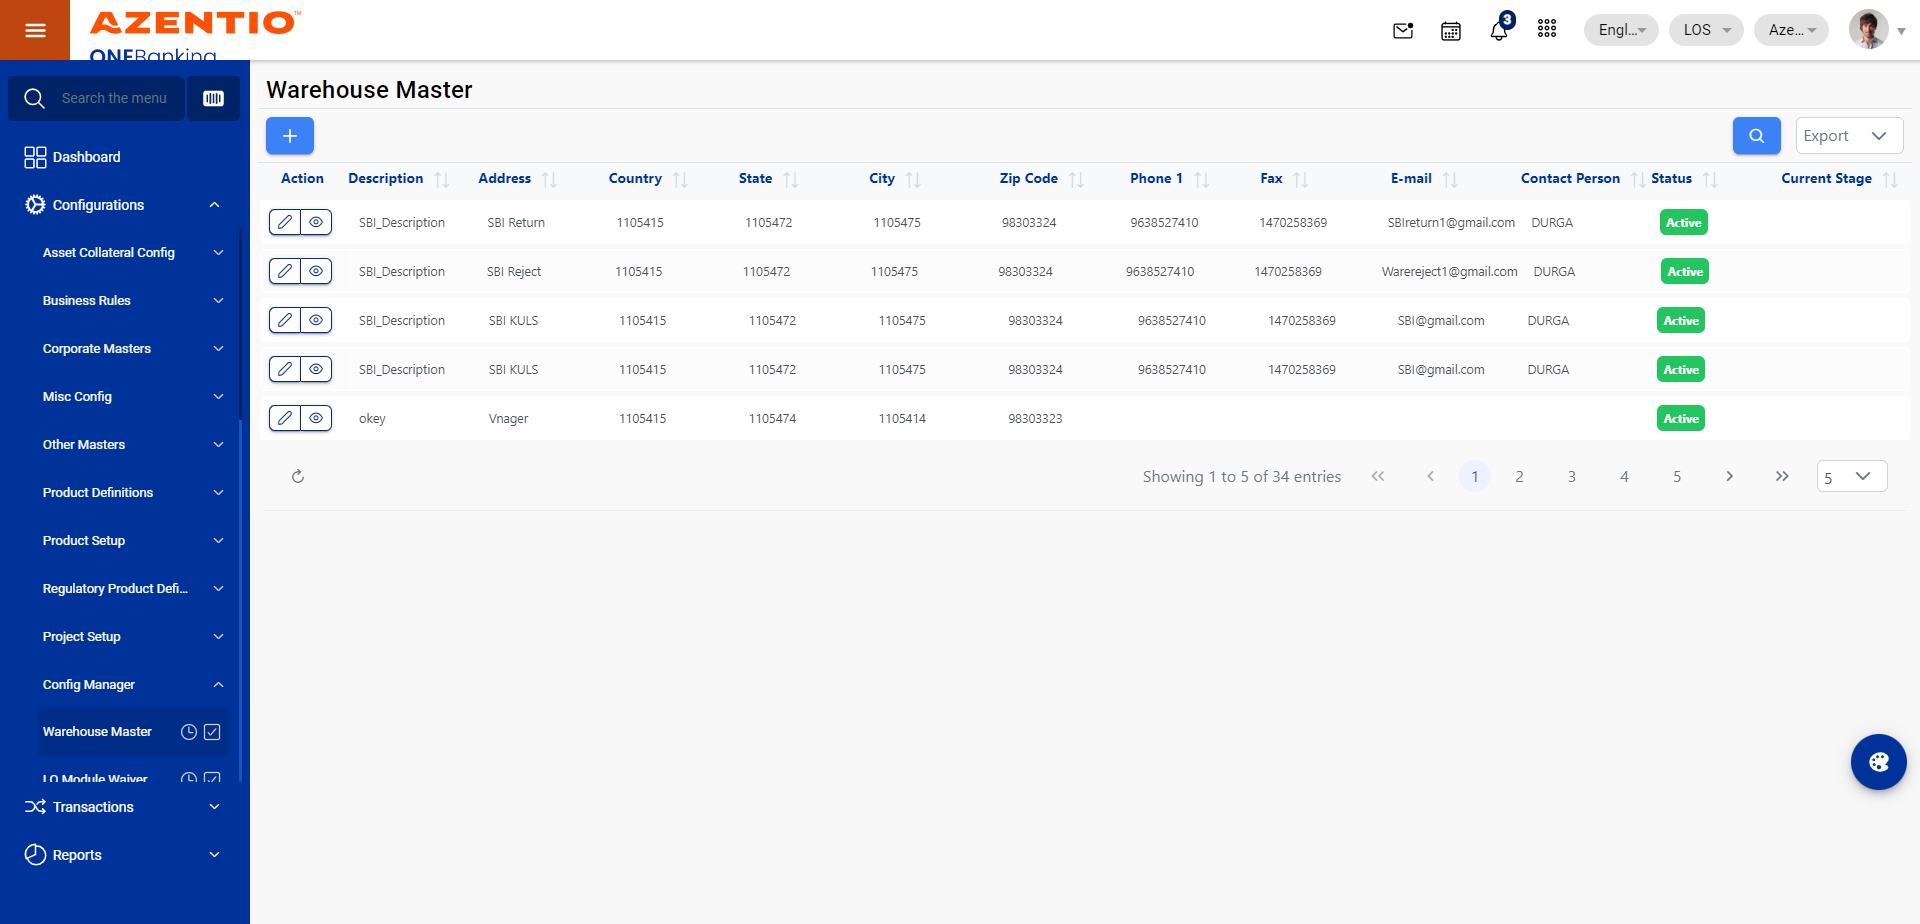 AZENTIO™
ONEBanking
3
Engl...
LOS
Aze...
Search the menu
Dashboard
Configurations
Asset Collateral Config
Business Rules
Corporate Masters
Misc Config
Other Masters
Product Definitions
Product Setup
Regulatory Product Defi...
Project Setup
Config Manager
Warehouse Master
LO Module Waiver
Transactions
Reports
Warehouse Master
Export
Action Description Address Country State City Zip Code Phone 1 Fax E-mail Contact Person Status Current Stage
SBI_Description SBI Return 1105415 1105472 1105475 98303324 9638527410 1470258369 SBIreturn1@gmail.com DURGA Active
SBI_Description SBI Reject 1105415 1105472 1105475 98303324 9638527410 1470258369 Warereject1@gmail.com DURGA Active
SBI_Description SBI KULS 1105415 1105472 1105475 98303324 9638527410 1470258369 SBI@gmail.com DURGA Active
SBI_Description SBI KULS 1105415 1105472 1105475 98303324 9638527410 1470258369 SBI@gmail.com DURGA Active
okey Vnager 1105415 1105474 1105414 98303323 Active
Showing 1 to 5 of 34 entries 1 2 3 4 5 5